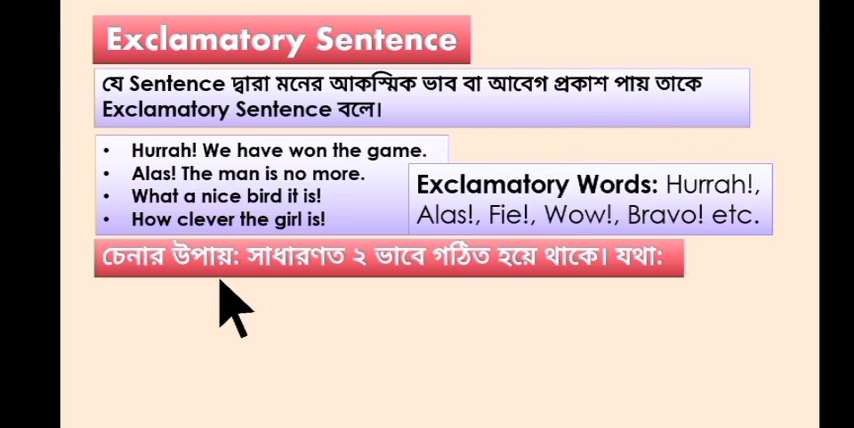 Exclamatory Sentence
যে Sentence দ্বারা মনের আকস্মিক ভাব বা আবেগ প্রকাশ পায় তাকে
Exclamatory Sentence বলে।
• Hurrah! We have won the game.
• Alas! The man is no more.
• What a nice bird it is!
• How clever the girl is!
Exclamatory Words: Hurrah!,
Alas!, Fie!, Wow!, Bravo! etc.
চেনার উপায়: সাধারণত ২ ভাবে গঠিত হয়ে থাকে। যথা: